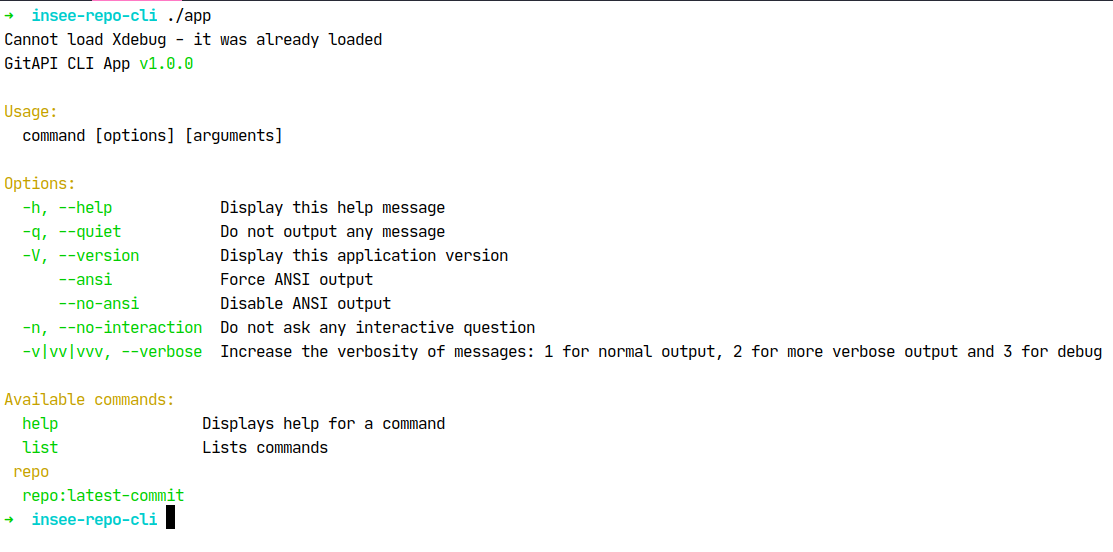 ➜  insee-repo-cli ./app
Cannot load Xdebug - it was already loaded
GitAPI CLI App v1.0.0

Usage:
  command [options] [arguments]

Options:
  -h, --help            Display this help message
  -q, --quiet           Do not output any message
  -V, --version         Display this application version
      --ansi            Force ANSI output
      --no-ansi         Disable ANSI output
  -n, --no-interaction  Do not ask any interactive question
  -v|vv|vvv, --verbose  Increase the verbosity of messages: 1 for normal output, 2 for more verbose output and 3 for debug

Available commands:
  help                Displays help for a command
  list                Lists commands
 repo
  repo:latest-commit
➜  insee-repo-cli